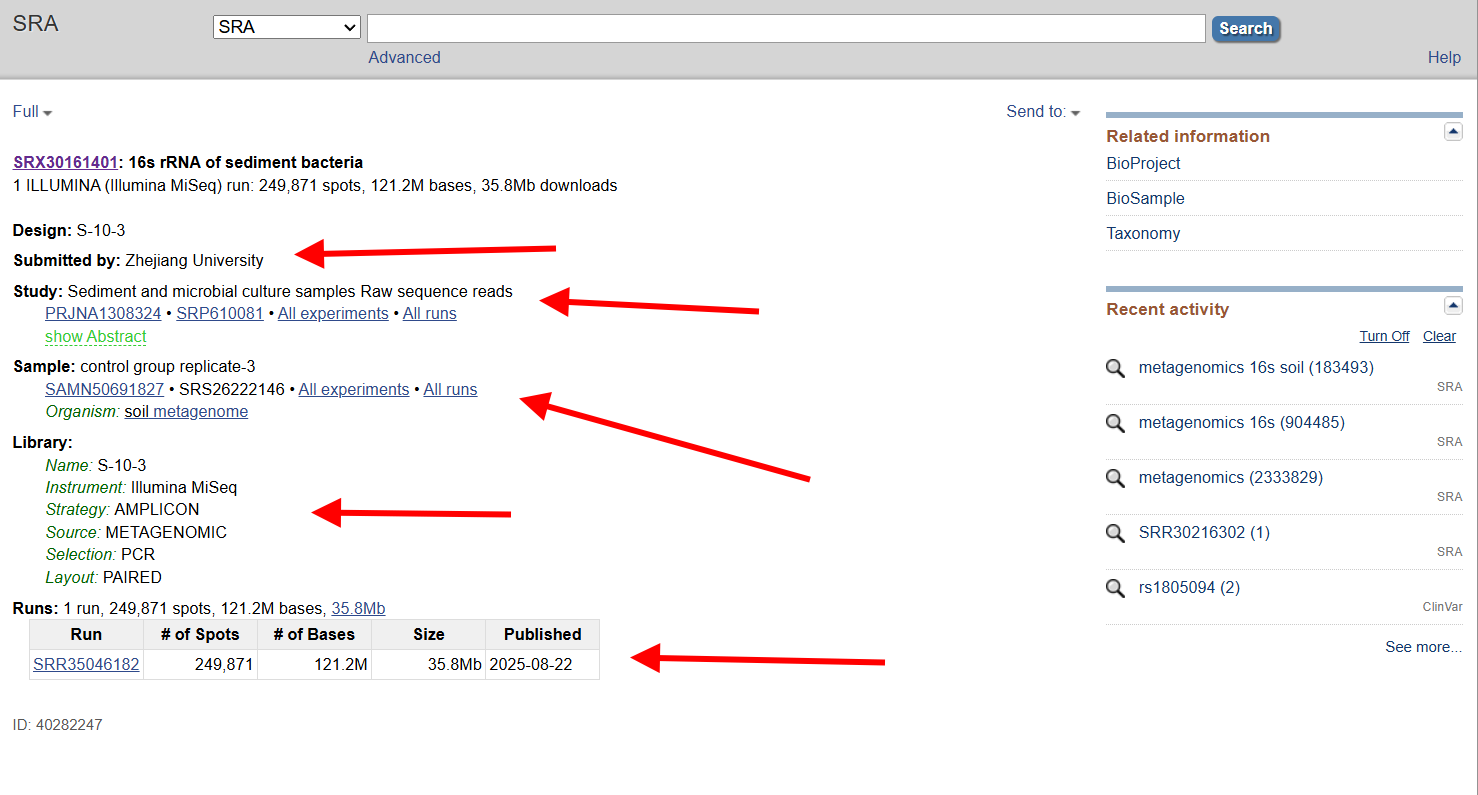 SRA
SRA
Search
Advanced
Help
Full
Send to:
SRX30161401: 16s rRNA of sediment bacteria
1 ILLUMINA (Illumina MiSeq) run: 249,871 spots, 121.2M bases, 35.8Mb downloads
Design: S-10-3
Submitted by: Zhejiang University
Study: Sediment and microbial culture samples Raw sequence reads
PRJNA1308324 • SRP610081 • All experiments • All runs
show Abstract
Sample: control group replicate-3
SAMN50691827 • SRS26222146 • All experiments • All runs
Organism: soil metagenome
Library:
Name: S-10-3
Instrument: Illumina MiSeq
Strategy: AMPLICON
Source: METAGENOMIC
Selection: PCR
Layout: PAIRED
Runs: 1 run, 249,871 spots, 121.2M bases, 35.8Mb
Run # of Spots # of Bases Size Published
SRR35046182 249,871 121.2M 35.8Mb 2025-08-22
ID: 40282247
Related information
BioProject
BioSample
Taxonomy
Recent activity
Turn Off Clear
metagenomics 16s soil (183493)
SRA
metagenomics 16s (904485)
SRA
metagenomics (2333829)
SRA
SRR30216302 (1)
SRA
rs1805094 (2)
ClinVar
See more...